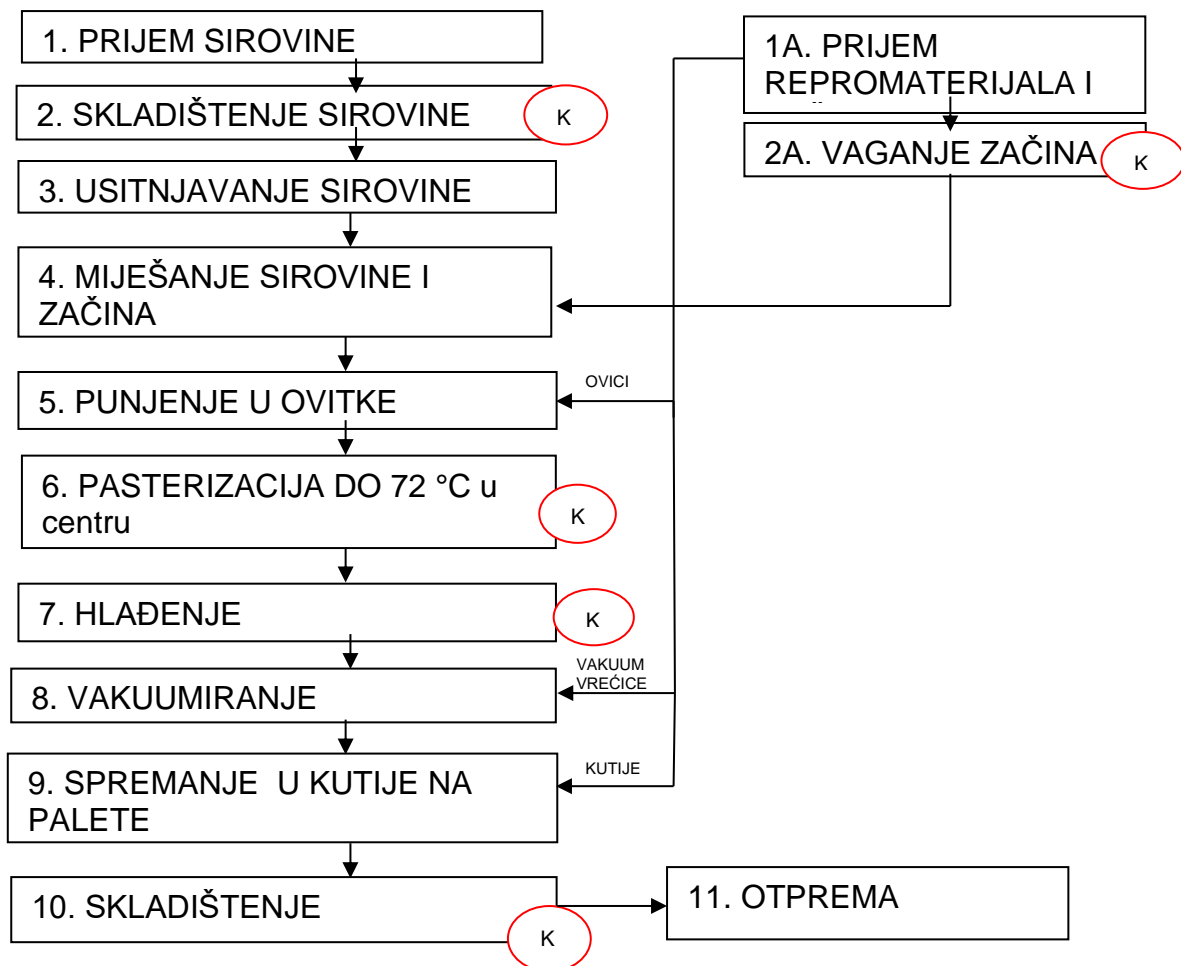 1. PRIJEM SIROVINE
1A. PRIJEM
REPROMATERIJALA I
2. SKLADIŠTENJE SIROVINE
K
2A. VAGANJE ZAČINA
K
3. USITNJAVANJE SIROVINE
4. MIJEŠANJE SIROVINE I
ZAČINA
5. PUNJENJE U OVITKE
OVICI
6. PASTERIZACIJA DO 72 °C u
centru
K
7. HLAĐENJE
K
8. VAKUUMIRANJE
VAKUUM
VREĆICE
9. SPREMANJE U KUTIJE NA
PALETE
KUTIJE
10. SKLADIŠTENJE
K
11. OTPREMA